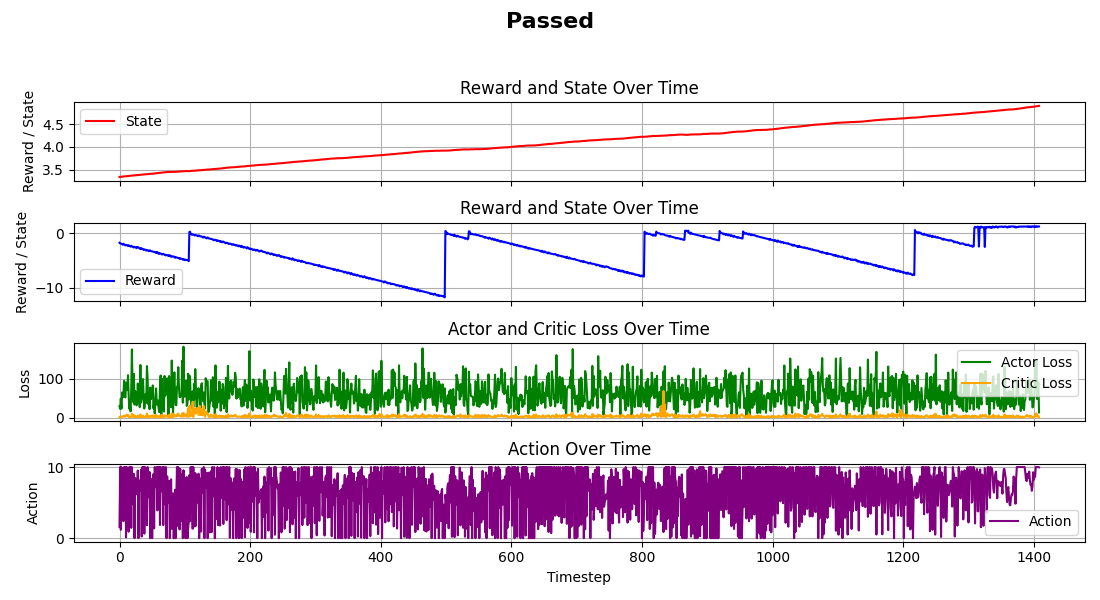 Passed
Reward and State Over Time
Reward / State
4.5
4.0
3.5
State
Reward and State Over Time
Reward / State
0
−10
Reward
Actor and Critic Loss Over Time
Loss
100
0
Actor Loss
Critic Loss
Action Over Time
Action
10
0
Action
0 200 400 600 800 1000 1200 1400
Timestep